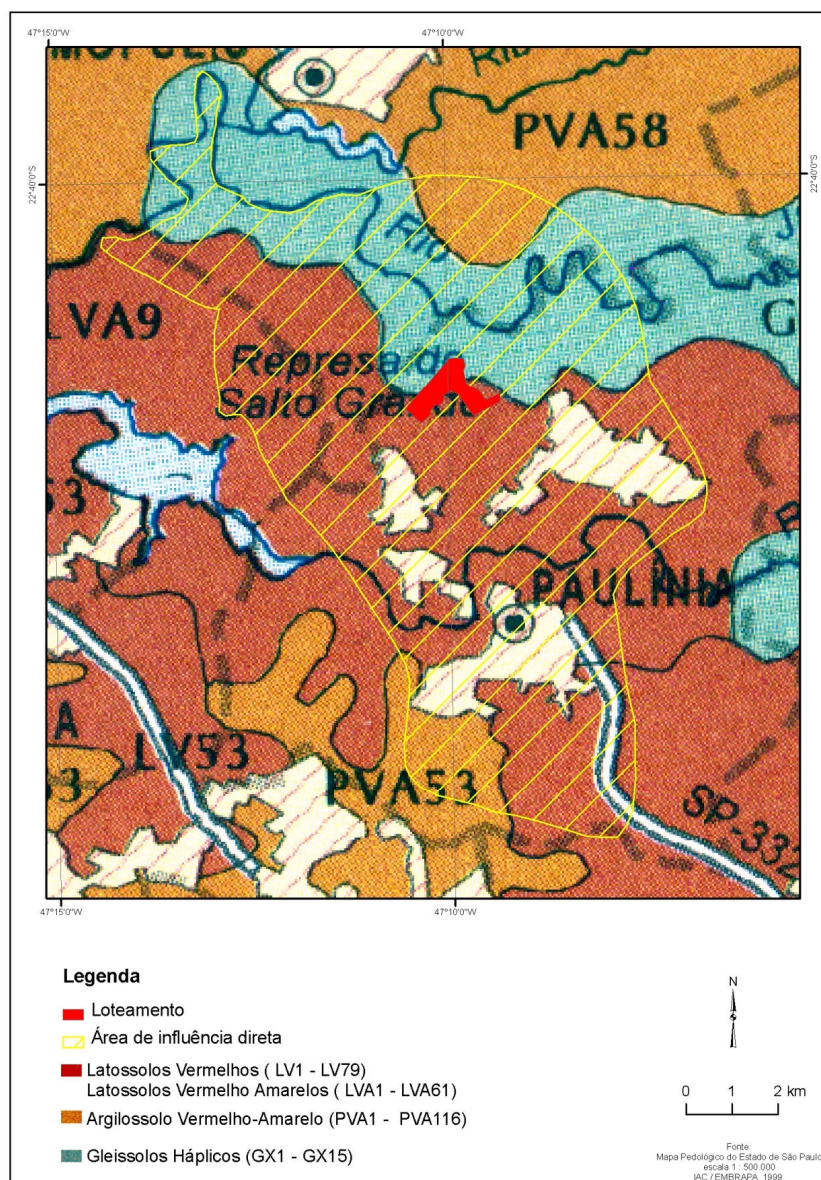 47°15'0"W
47°10'0"W
Rio
PVA58
22°40'0"S
22°40'0"S
Rio
G
LVA9
Represa de
Salto Grande
53
PAULÍNIA
A
LV53
53
PVA53
SP-332
47°15'0"W
47°10'0"W
Legenda
Loteamento
Área de influência direta
Latossolos Vermelhos ( LV1 - LV79)
Latossolos Vermelho Amarelos ( LVA1 - LVA61)
Argilossolo Vermelho-Amarelo (PVA1 - PVA116)
Gleissolos Háplicos (GX1 - GX15)
N
0 1 2 km
Fonte:
Mapa Pedológico do Estado de São Paulo
escala 1 : 500.000
IAC / EMBRAPA, 1999